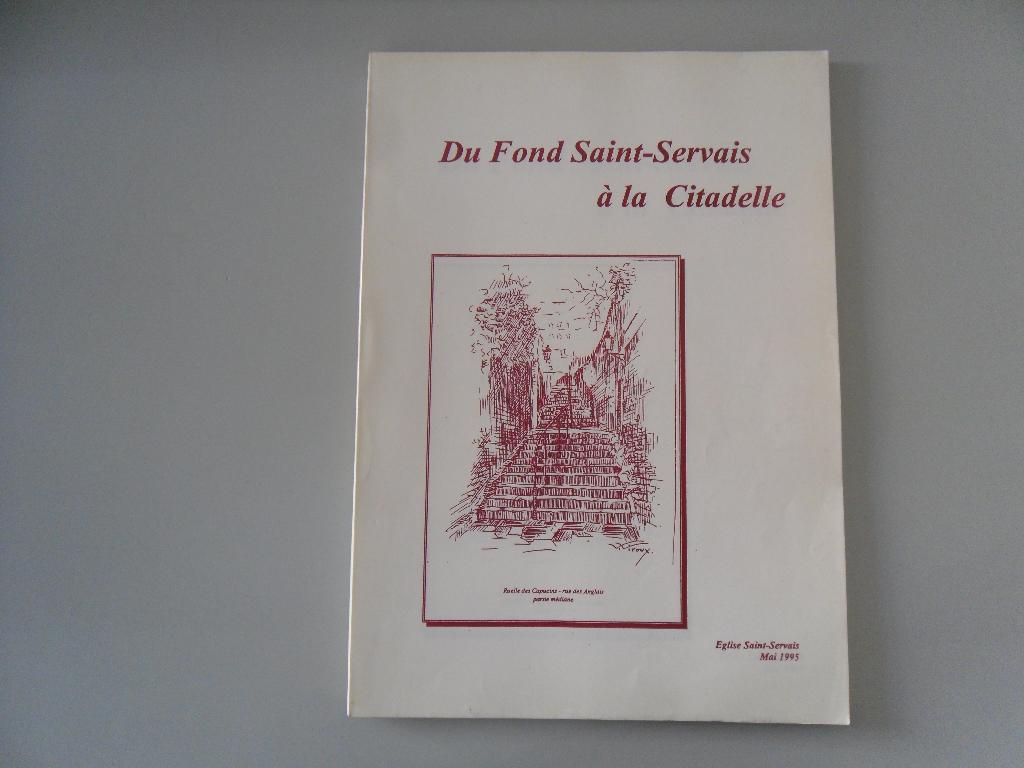 Du Fond Saint-Servais
à la Citadelle
Ruelle des Capucins - rue des Anglais
partie médiane
Eglise Saint-Servais
Mai 1995